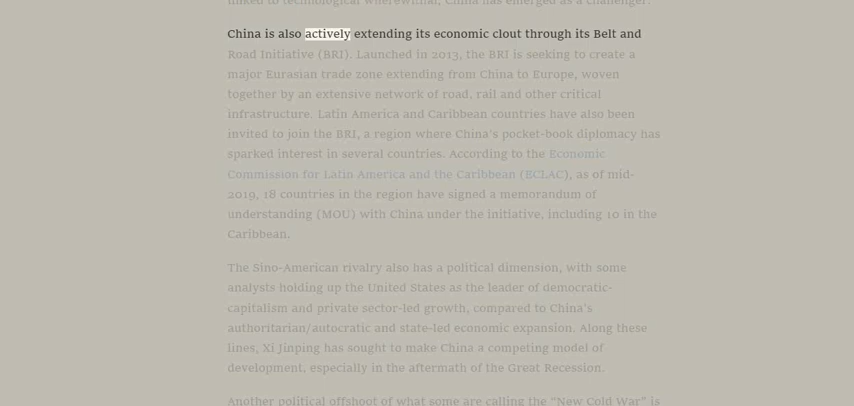 linked to technological wherewithal, China has emerged as a challenger.
China is also actively extending its economic clout through its Belt and
Road Initiative (BRI). Launched in 2013, the BRI is seeking to create a
major Eurasian trade zone extending from China to Europe, woven
together by an extensive network of road, rail and other critical
infrastructure. Latin America and Caribbean countries have also been
invited to join the BRI, a region where China's pocket-book diplomacy has
sparked interest in several countries. According to the Economic
Commission for Latin America and the Caribbean (ECLAC), as of mid-
2019, 18 countries in the region have signed a memorandum of
understanding (MOU) with China under the initiative, including 10 in the
Caribbean.
The Sino-American rivalry also has a political dimension, with some
analysts holding up the United States as the leader of democratic-
capitalism and private sector-led growth, compared to China's
authoritarian/autocratic and state-led economic expansion. Along these
lines, Xi Jinping has sought to make China a competing model of
development, especially in the aftermath of the Great Recession.
Another political offshoot of what some are calling the "New Cold War" is